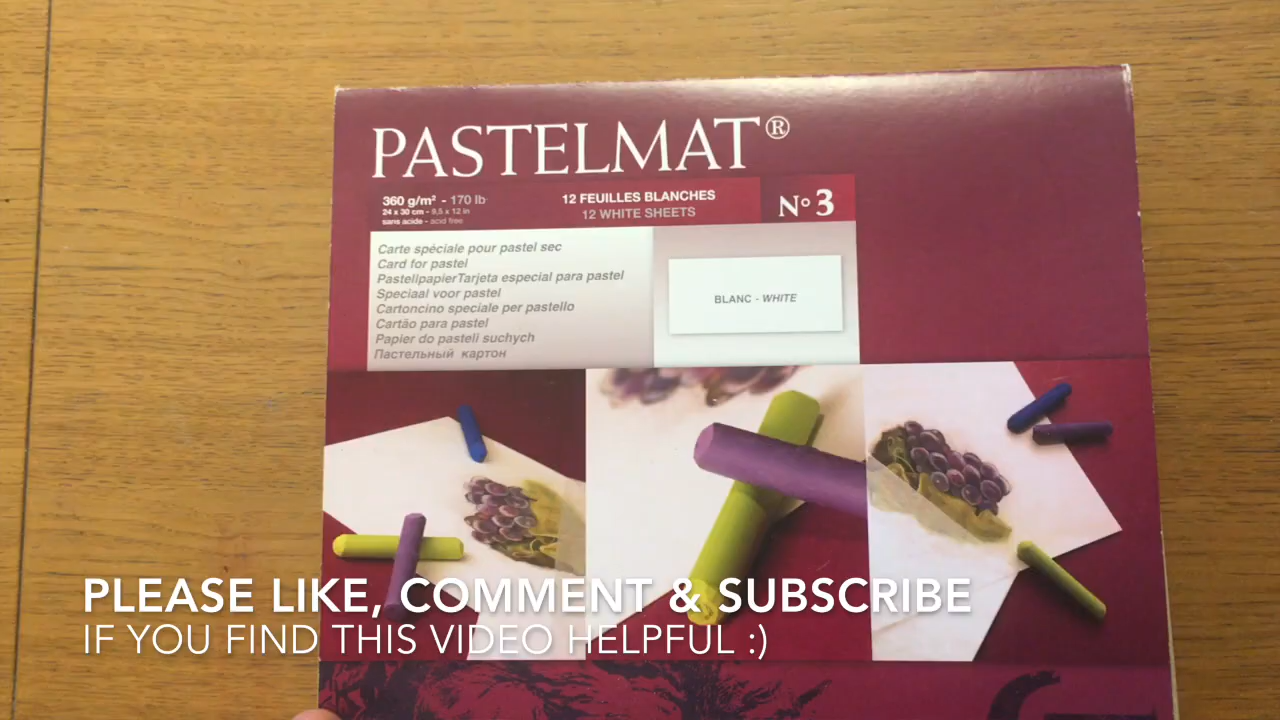 PASTELMAT®
360 g/m² - 170 lb
24 x 30 cm - 9,5 x 12 in
sans acide - acid free
12 FEUILLES BLANCHES
12 WHITE SHEETS
N° 3
Carte spéciale pour pastel sec
Card for pastel
PastellpapierTarjeta especial para pastel
Speciaal voor pastel
Cartoncino speciale per pastello
Cartão para pastel
Papier do pasteli suchych
Пастельный картон
BLANC - WHITE
PLEASE LIKE, COMMENT & SUBSCRIBE
IF YOU FIND THIS VIDEO HELPFUL :)